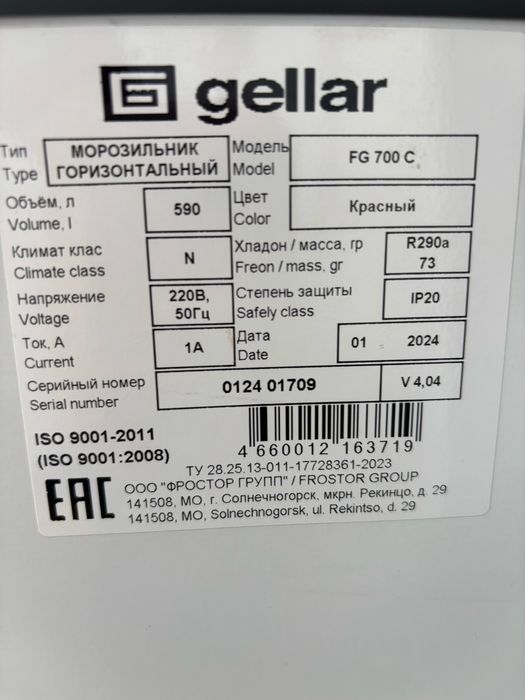 gellar
Тип МОРОЗИЛЬНИК Модель FG 700 C
Type ГОРИЗОНТАЛЬНЫЙ Model
Объём, л 590 Цвет Красный
Volume, l Color
Климат клас N Хладон / масса, гр R290a
Climate class Freon / mass, gr 73
Напряжение 220В, Степень защиты IP20
Voltage 50Гц Safely class
Ток, А 1А Дата 01 2024
Current Date
Серийный номер 0124 01709 V 4,04
Serial number
ISO 9001-2011
(ISO 9001:2008)
4 660012 163719
ТУ 28.25.13-011-17728361-2023
EAC ООО "ФРОСТОР ГРУПП" / FROSTOR GROUP
141508, МО, г. Солнечногорск, мкрн. Рекинцо, д. 29
141508, MO, Solnechnogorsk, ul. Rekintso, d. 29